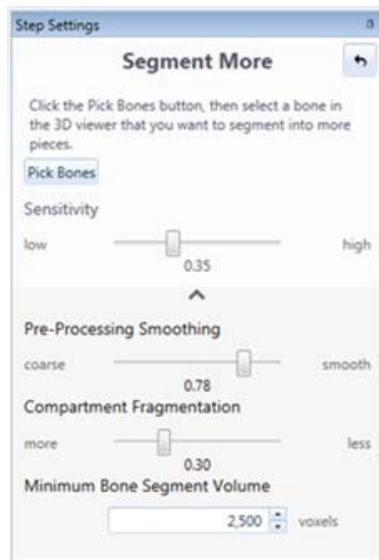 Step Settings
Segment More
Click the Pick Bones button, then select a bone in
the 3D viewer that you want to segment into more
pieces.
Pick Bones
Sensitivity
low high
0.35
Pre-Processing Smoothing
coarse smooth
0.78
Compartment Fragmentation
more less
0.30
Minimum Bone Segment Volume
2,500 voxels